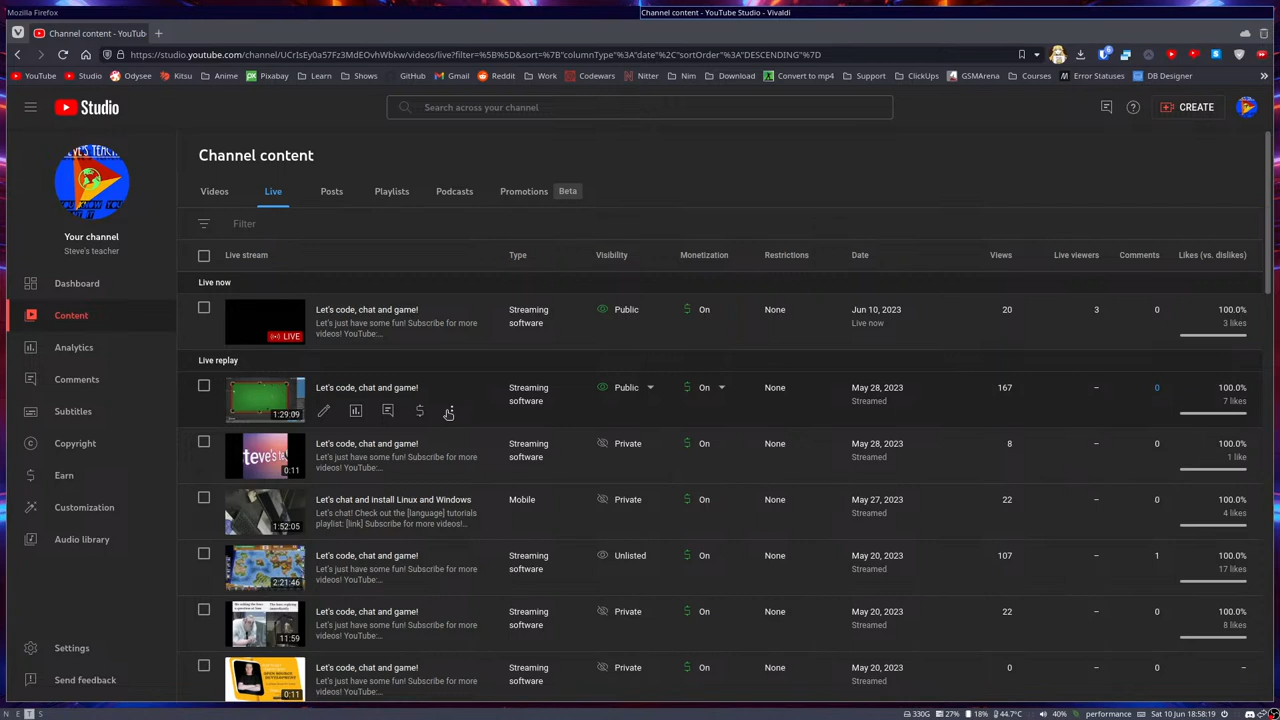 Mozilla Firefox
Channel content - YouTube Studio - Vivaldi
Channel content - YouTub
https://studio.youtube.com/channel/UCrIsEy0a57Fz3MdEOvhWbkw/videos/live?filter=%5B%5D&sort=%7B"columnType"%3A"date"%2C"sortOrder"%3A"DESCENDING"%7D
YouTube Studio Odysee Kitsu Anime Pixabay Learn Shows GitHub Gmail Reddit Work Codewars Nitter Nim Download Convert to mp4 Support ClickUps GSMArena Courses Error Statuses DB Designer
Studio
Search across your channel
CREATE
Your channel
Steve's teacher
Dashboard
Content
Analytics
Comments
Subtitles
Copyright
Earn
Customization
Audio library
Settings
Send feedback
Channel content
Videos Live Posts Playlists Podcasts Promotions Beta
Filter
Live stream Type Visibility Monetization Restrictions Date Views Live viewers Comments Likes (vs. dislikes)
Live now
Let's code, chat and game! Streaming Public On None Jun 10, 2023 20 3 0 100.0%
Let's just have some fun! Subscribe for more software Live now 3 likes
videos! YouTube:...
LIVE
Live replay
Let's code, chat and game! Streaming Public On None May 28, 2023 167 – 0 100.0%
software Streamed 7 likes
1:29:09
Let's code, chat and game! Streaming Private On None May 28, 2023 8 – 0 100.0%
Let's just have some fun! Subscribe for more software Streamed 1 like
videos! YouTube:...
0:11
Let's chat and install Linux and Windows Mobile Private On None May 27, 2023 22 – 0 100.0%
Let's chat! Check out the [language] tutorials Streamed 4 likes
playlist: [link] Subscribe for more videos!...
1:52:05
Let's code, chat and game! Streaming Unlisted On None May 20, 2023 107 – 1 100.0%
Let's just have some fun! Subscribe for more software Streamed 17 likes
videos! YouTube:...
2:21:46
Let's code, chat and game! Streaming Private On None May 20, 2023 22 – 0 100.0%
Let's just have some fun! Subscribe for more software Streamed 8 likes
videos! YouTube:...
11:59
Let's code, chat and game! Streaming Private On None May 20, 2023 0 – 0 –
Let's just have some fun! Subscribe for more software Streamed
videos! YouTube:...
0:11
N E T S
330G 27% 18% 44.7°C 40% performance Sat 10 Jun 18:58:19